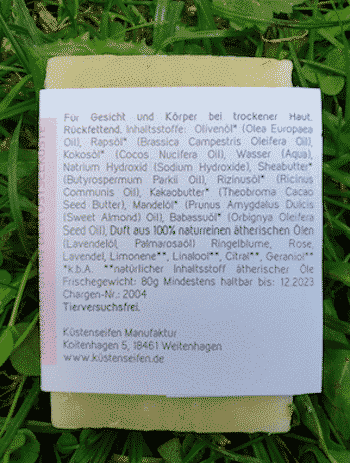 Für Gesicht und Körper bei trockener Haut.
Rückfettend. Inhaltsstoffe: Olivenöl* (Olea Europaea
Oil), Rapsöl* (Brassica Campestris Oleifera Oil),
Kokosöl* (Cocos Nucifera Oil), Wasser (Aqua),
Natrium Hydroxid (Sodium Hydroxide), Sheabutter*
(Butyrospermum Parkii Oil), Rizinusöl* (Ricinus
Communis Oil), Kakaobutter* (Theobroma Cacao
Seed Butter), Mandelöl* (Prunus Amygdalus Dulcis
(Sweet Almond) Oil), Babassuöl* (Orbignya Oleifera
Seed Oil), Duft aus 100% naturreinen ätherischen Ölen
(Lavendelöl, Palmarosaöl) Ringelblume, Rose,
Lavendel, Limonene**, Linalool**, Citral**, Geraniol**
*k.b.A. **natürlicher Inhaltsstoff ätherischer Öle
Frischegewicht: 80g Mindestens haltbar bis: 12.2023
Chargen-Nr.: 2004
Tierversuchsfrei.
Küstenseifen Manufaktur
Koitenhagen 5, 18461 Weitenhagen
www.küstenseifen.de